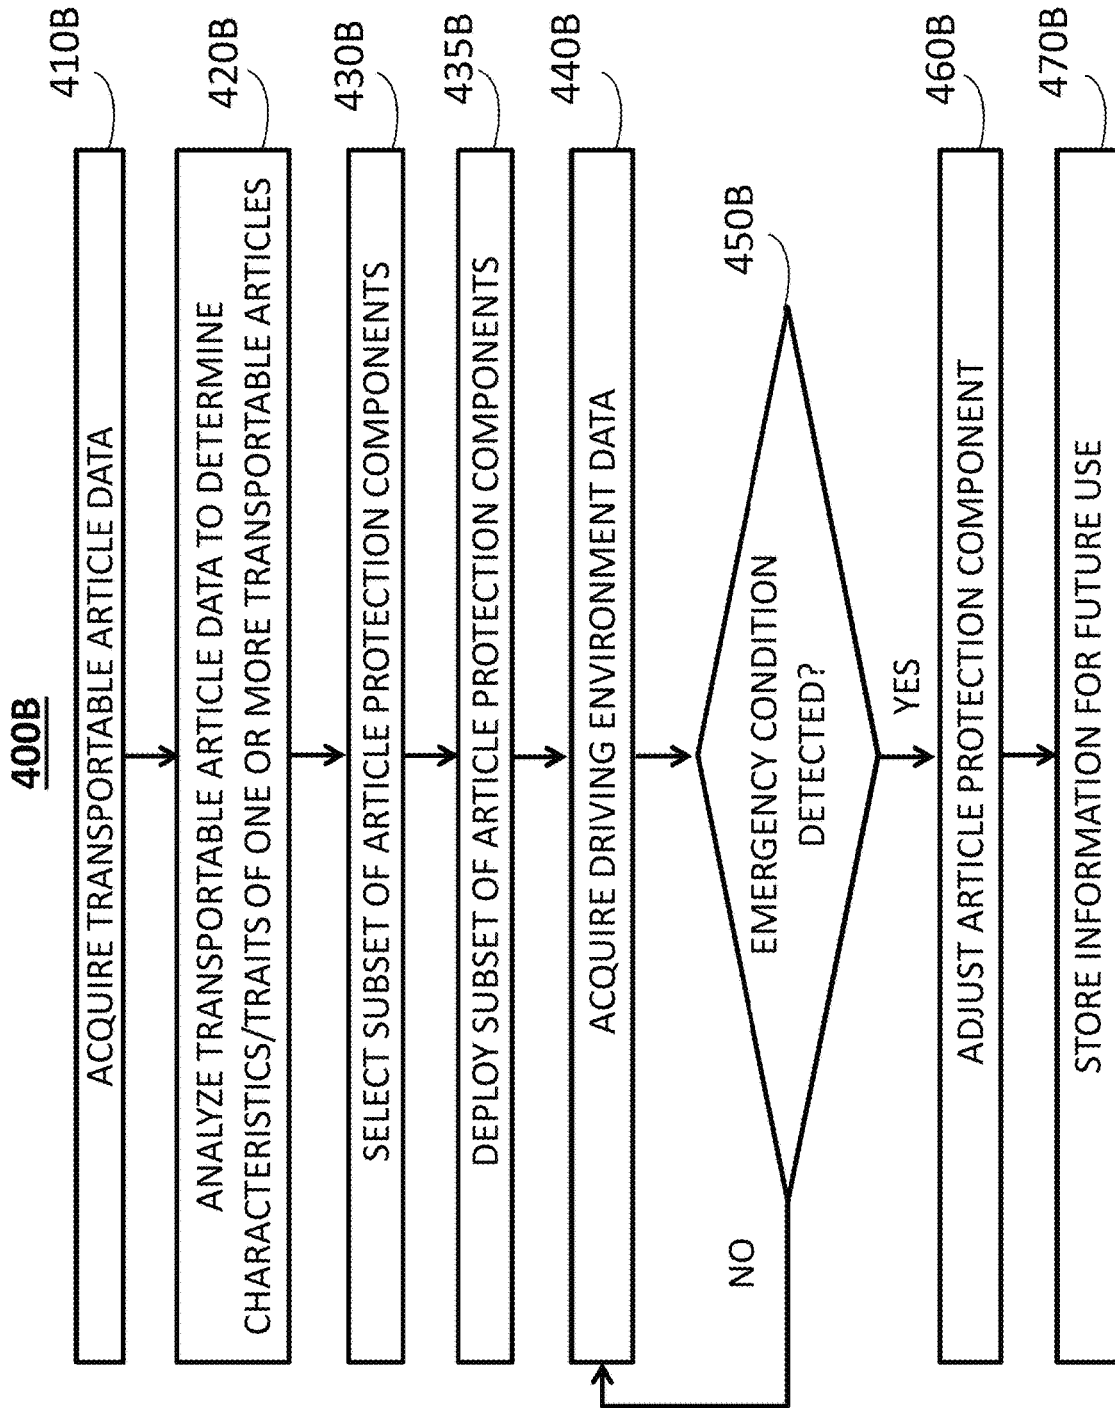 400B
ACQUIRE TRANSPORTABLE ARTICLE DATA
410B
ANALYZE TRANSPORTABLE ARTICLE DATA TO DETERMINE
CHARACTERISTICS/TRAITS OF ONE OR MORE TRANSPORTABLE ARTICLES
420B
SELECT SUBSET OF ARTICLE PROTECTION COMPONENTS
430B
DEPLOY SUBSET OF ARTICLE PROTECTION COMPONENTS
435B
ACQUIRE DRIVING ENVIRONMENT DATA
440B
EMERGENCY CONDITION
DETECTED?
450B
NO
YES
ADJUST ARTICLE PROTECTION COMPONENT
460B
STORE INFORMATION FOR FUTURE USE
470B